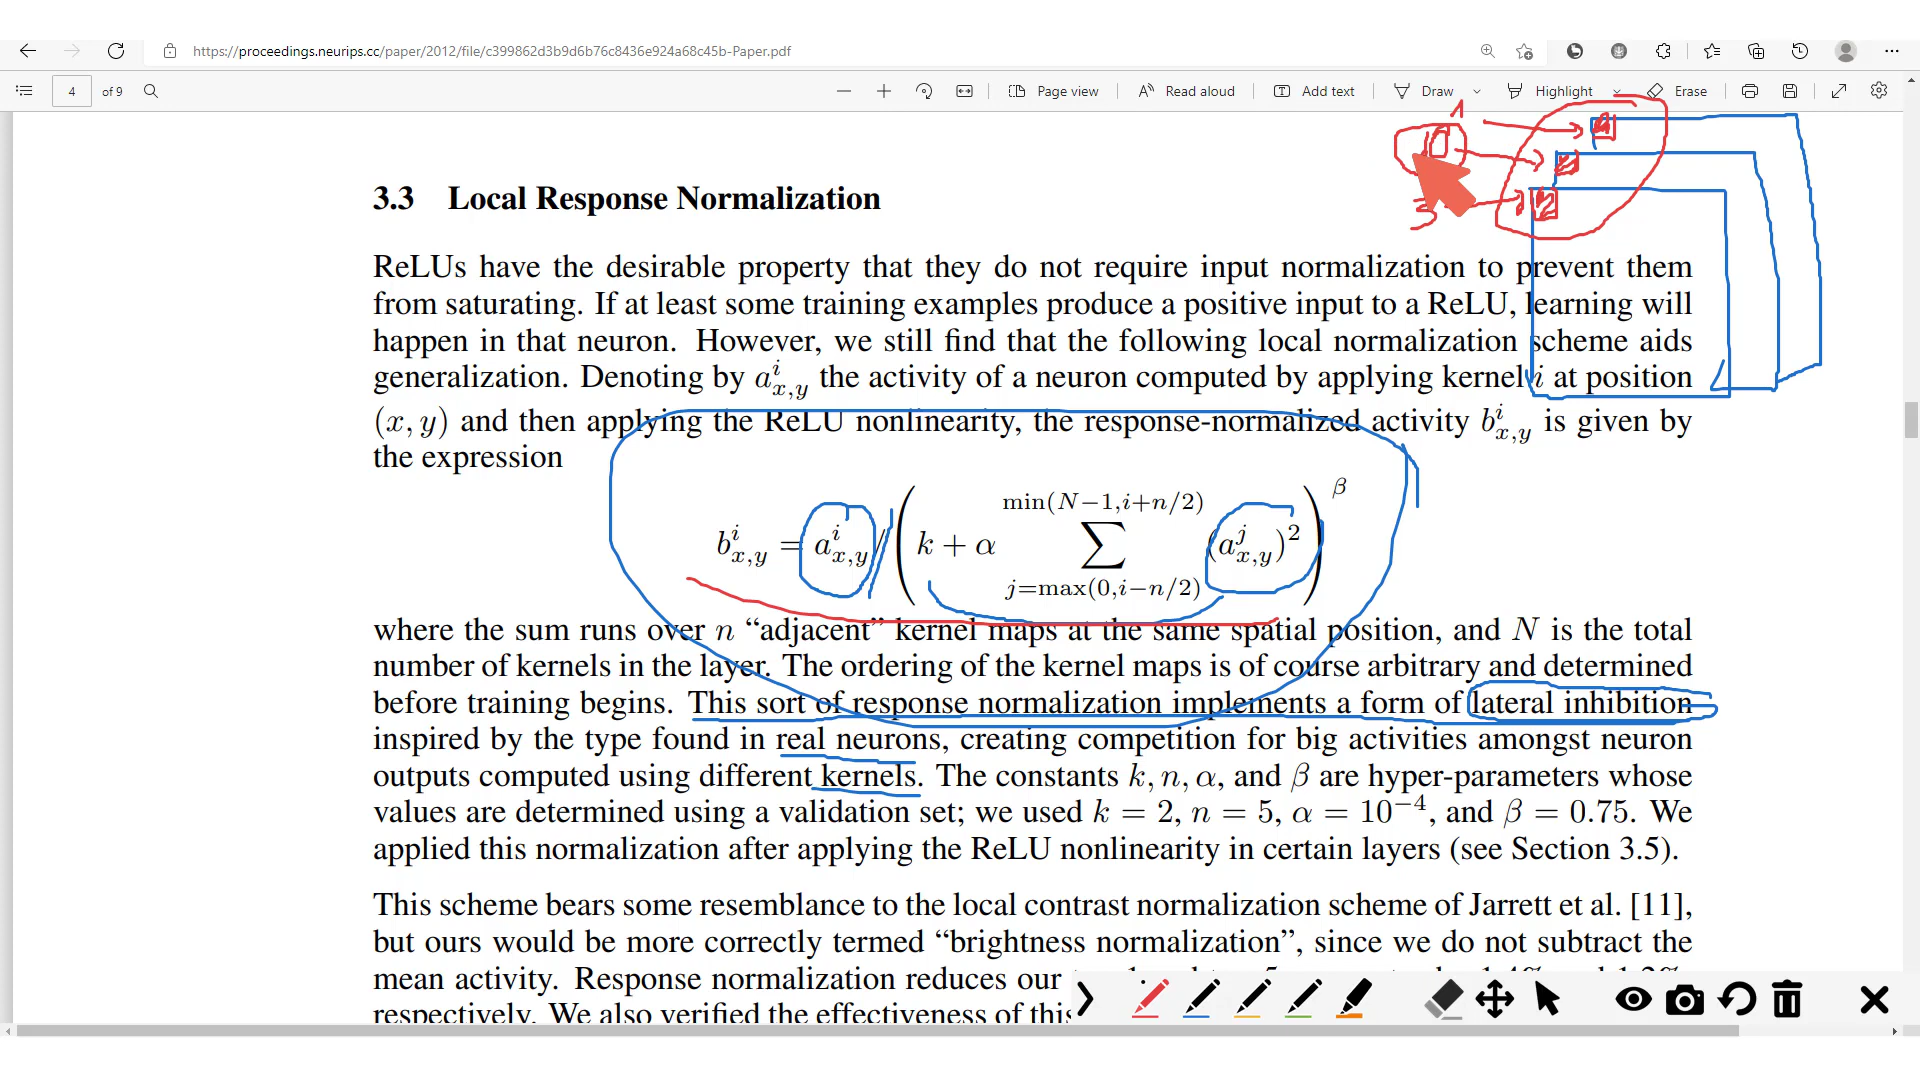 https://proceedings.neurips.cc/paper/2012/file/c399862d3b9d6b76c8436e924a68c45b-Paper.pdf
4 of 9 Page view Read aloud Text Add text Draw Highlight Erase
1
3
3.3 Local Response Normalization
ReLUs have the desirable property that they do not require input normalization to prevent them
from saturating. If at least some training examples produce a positive input to a ReLU, learning will
happen in that neuron. However, we still find that the following local normalization scheme aids
generalization. Denoting by a^i_{x,y} the activity of a neuron computed by applying kernel i at position
(x, y) and then applying the ReLU nonlinearity, the response-normalized activity b^i_{x,y} is given by
the expression
b^i_{x,y} = a^i_{x,y} / ( k + α ∑_{j=max(0,i−n/2)}^{min(N−1,i+n/2)} (a^j_{x,y})^2 )^β
where the sum runs over n “adjacent” kernel maps at the same spatial position, and N is the total
number of kernels in the layer. The ordering of the kernel maps is of course arbitrary and determined
before training begins. This sort of response normalization implements a form of lateral inhibition
inspired by the type found in real neurons, creating competition for big activities amongst neuron
outputs computed using different kernels. The constants k, n, α, and β are hyper-parameters whose
values are determined using a validation set; we used k = 2, n = 5, α = 10^{−4}, and β = 0.75. We
applied this normalization after applying the ReLU nonlinearity in certain layers (see Section 3.5).
This scheme bears some resemblance to the local contrast normalization scheme of Jarrett et al. [11],
but ours would be more correctly termed “brightness normalization”, since we do not subtract the
mean activity. Response normalization reduces our
respectively. We also verified the effectiveness of this